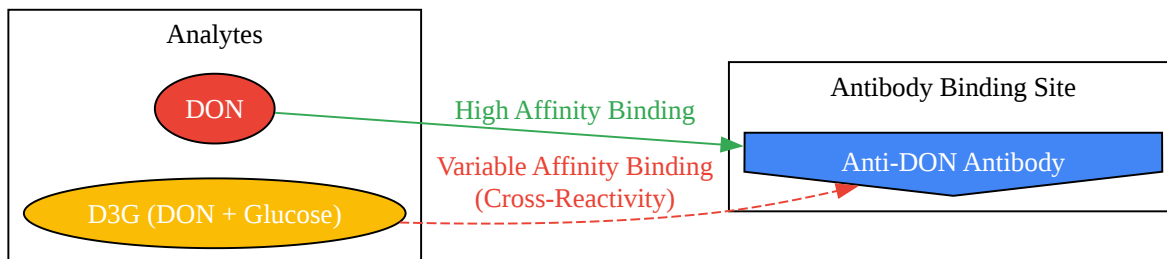 Analytes
DON
D3G (DON + Glucose)
High Affinity Binding
Variable Affinity Binding
(Cross-Reactivity)
Antibody Binding Site
Anti-DON Antibody